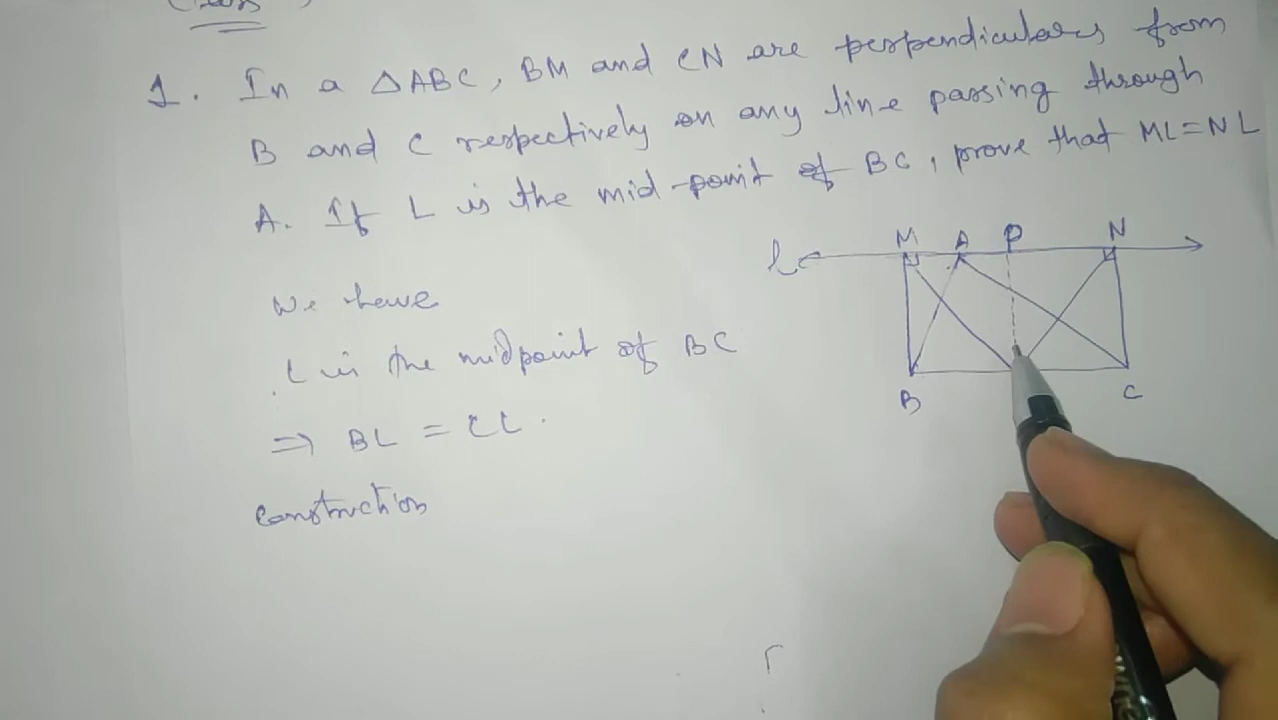 1. In a △ABC, BM and CN are perpendiculars from
B and C respectively on any line passing through
A. If L is the mid-point of BC, prove that ML=NL
l M A P N
We have
L is the midpoint of BC
B C
⇒ BL = CL.
construction